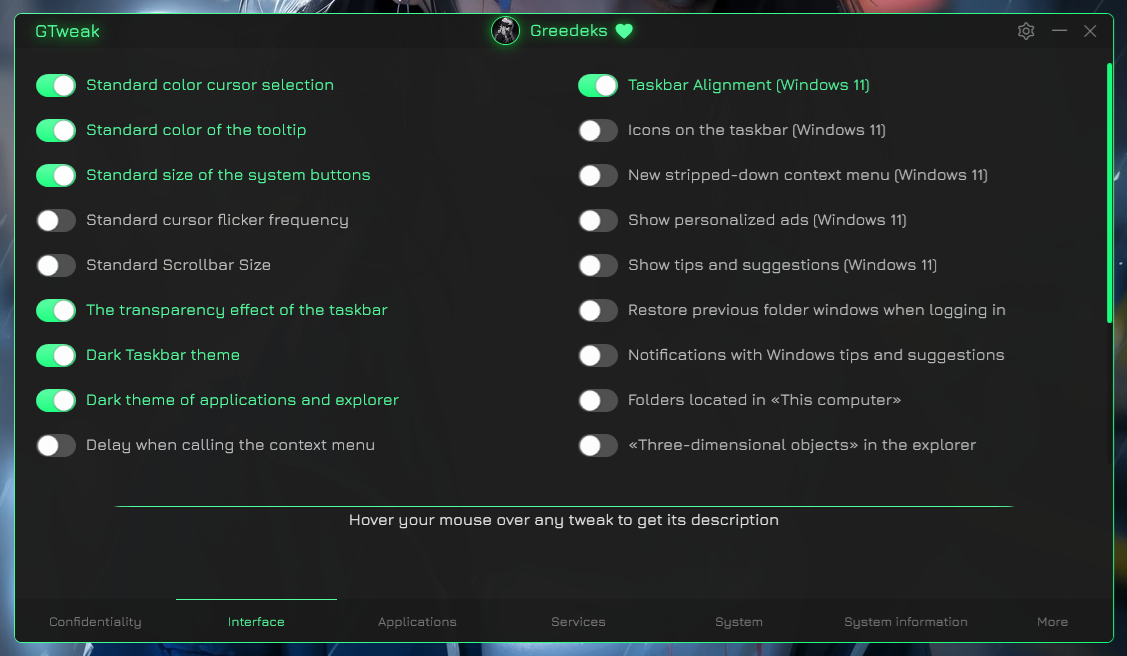 GTweak
Greedeks
Standard color cursor selection
Standard color of the tooltip
Standard size of the system buttons
Standard cursor flicker frequency
Standard Scrollbar Size
The transparency effect of the taskbar
Dark Taskbar theme
Dark theme of applications and explorer
Delay when calling the context menu
Taskbar Alignment (Windows 11)
Icons on the taskbar (Windows 11)
New stripped-down context menu (Windows 11)
Show personalized ads (Windows 11)
Show tips and suggestions (Windows 11)
Restore previous folder windows when logging in
Notifications with Windows tips and suggestions
Folders located in «This computer»
«Three-dimensional objects» in the explorer
Hover your mouse over any tweak to get its description
Confidentiality
Interface
Applications
Services
System
System information
More